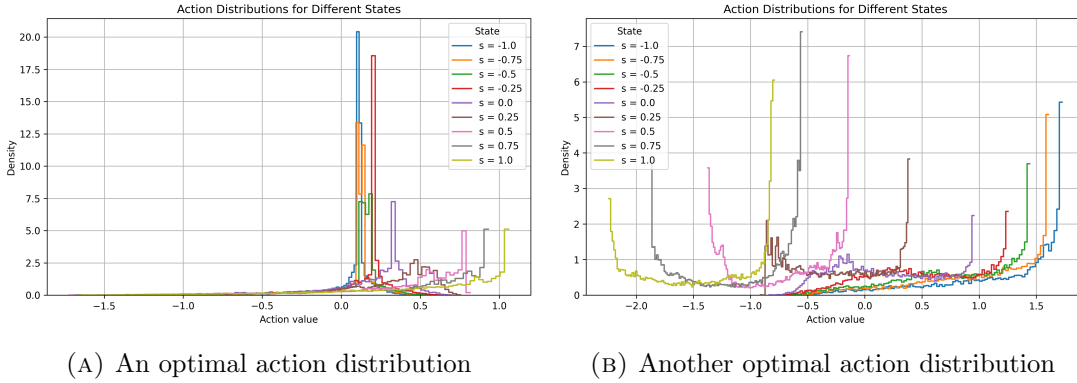 Action Distributions for Different States
20.0
17.5
15.0
12.5
10.0
7.5
5.0
2.5
0.0
Density
−1.5
−1.0
−0.5
0.0
0.5
1.0
Action value
State
s = -1.0
s = -0.75
s = -0.5
s = -0.25
s = 0.0
s = 0.25
s = 0.5
s = 0.75
s = 1.0
(A) An optimal action distribution
Action Distributions for Different States
7
6
5
4
3
2
1
0
Density
−2.0
−1.5
−1.0
−0.5
0.0
0.5
1.0
1.5
Action value
State
s = -1.0
s = -0.75
s = -0.5
s = -0.25
s = 0.0
s = 0.25
s = 0.5
s = 0.75
s = 1.0
(B) Another optimal action distribution